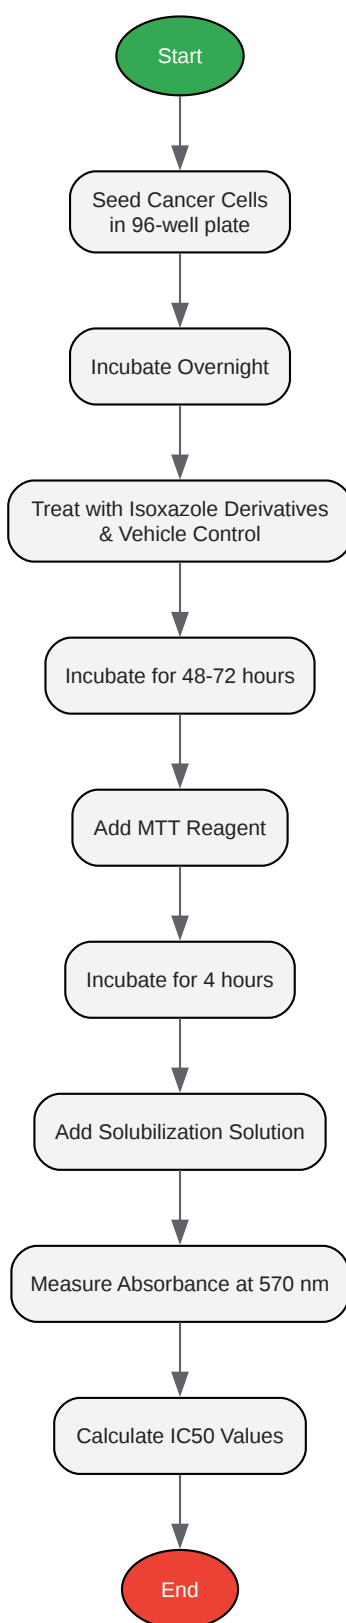 Start
Seed Cancer Cells
in 96-well plate
Incubate Overnight
Treat with Isoxazole Derivatives
& Vehicle Control
Incubate for 48-72 hours
Add MTT Reagent
Incubate for 4 hours
Add Solubilization Solution
Measure Absorbance at 570 nm
Calculate IC50 Values
End